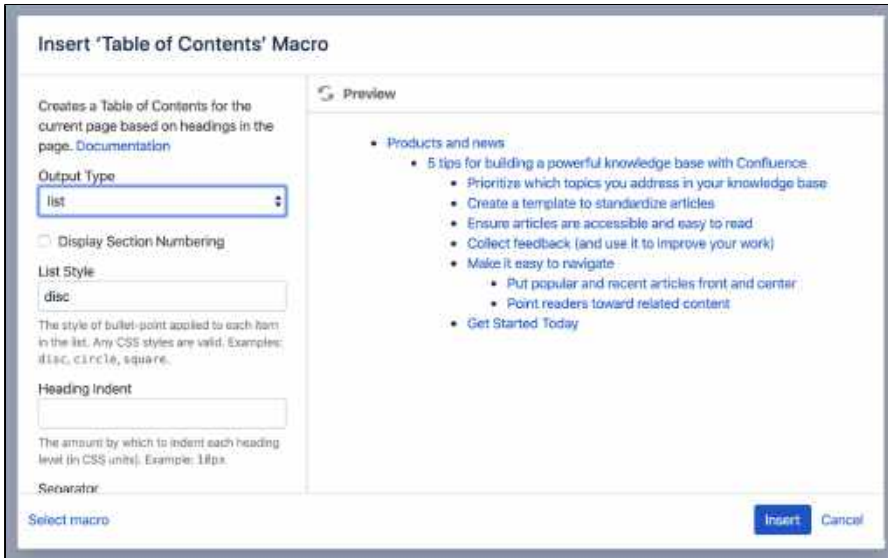 Insert ‘Table of Contents’ Macro
Creates a Table of Contents for the
current page based on headings in the
page. Documentation
Output Type
list
Display Section Numbering
List Style
disc
The style of bullet-point applied to each item
in the list. Any CSS styles are valid. Examples:
disc, circle, square.
Heading Indent
The amount by which to indent each heading
level (in CSS units). Example: 10px
Separator
Select macro
Preview
Products and news
5 tips for building a powerful knowledge base with Confluence
Prioritize which topics you address in your knowledge base
Create a template to standardize articles
Ensure articles are accessible and easy to read
Collect feedback (and use it to improve your work)
Make it easy to navigate
Put popular and recent articles front and center
Point readers toward related content
Get Started Today
Insert Cancel